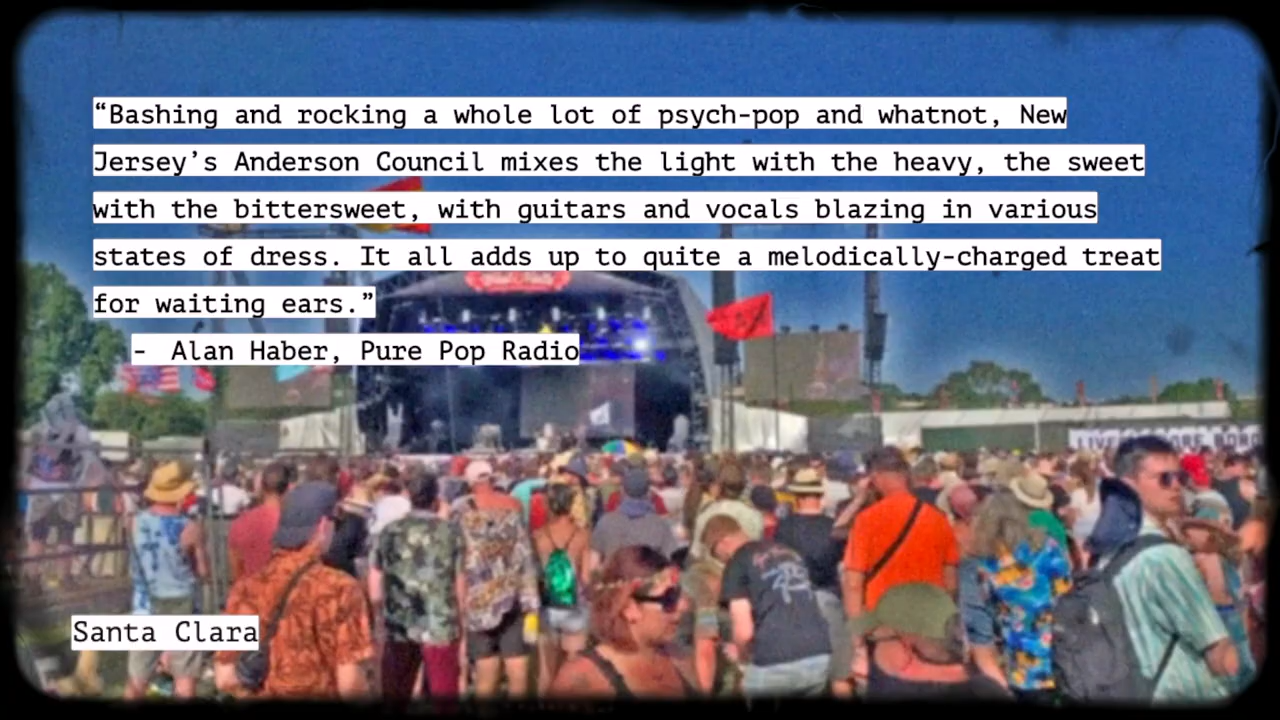 “Bashing and rocking a whole lot of psych-pop and whatnot, New
Jersey’s Anderson Council mixes the light with the heavy, the sweet
with the bittersweet, with guitars and vocals blazing in various
states of dress. It all adds up to quite a melodically-charged treat
for waiting ears.”
- Alan Haber, Pure Pop Radio
Santa Clara